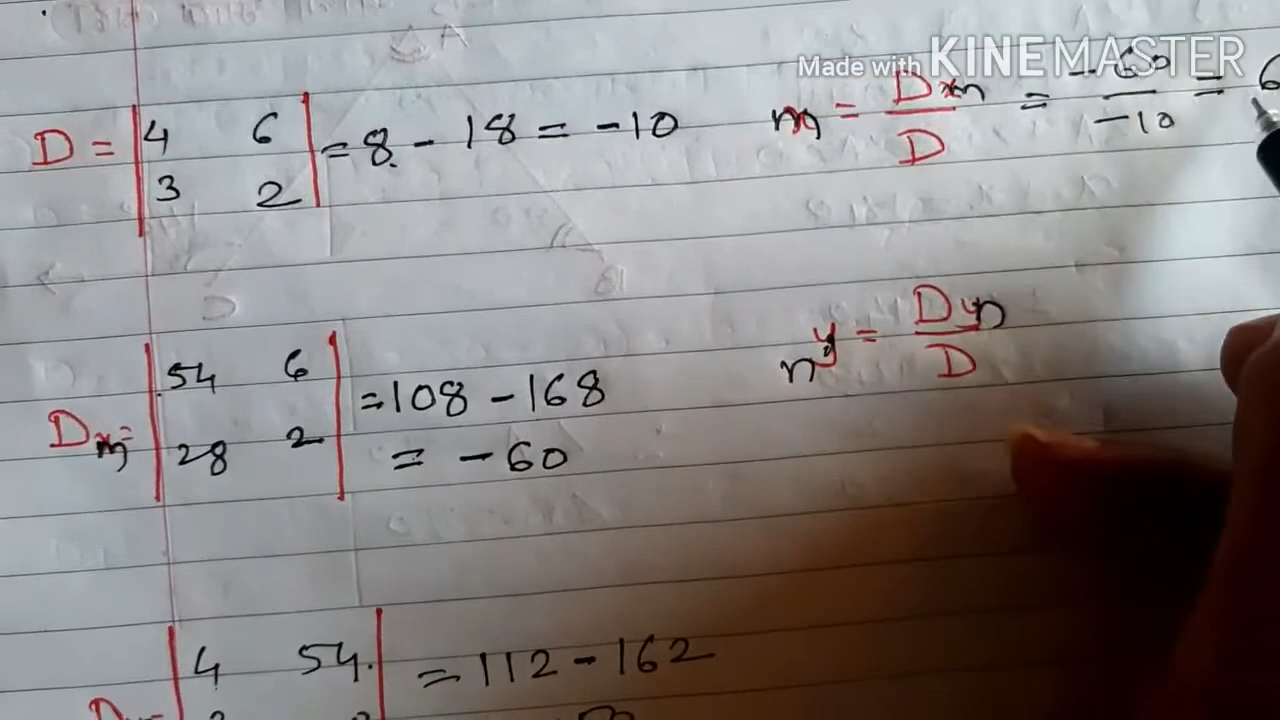 Made with KINEMASTER
D = | 4 6 | = 8 - 18 = -10
| 3 2 |
m = Dm / D = -60 / -10 = 6
Dm = | 54 6 | = 108 - 168
| 28 2 | = -60
n = Dn / D
| 4 54 | = 112 - 162